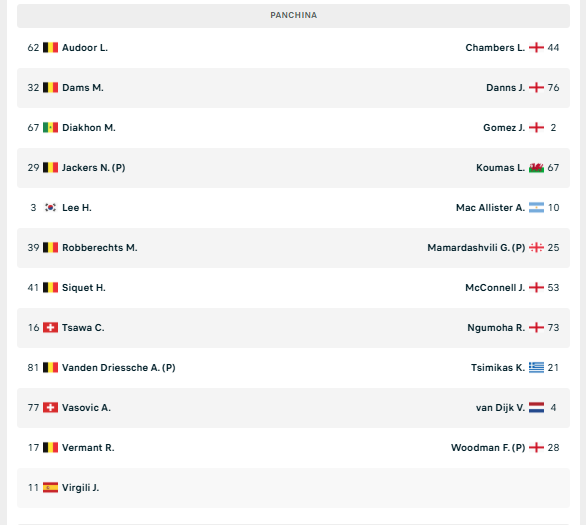 PANCHINA
62 Audoor L. Chambers L. 44
32 Dams M. Danns J. 76
67 Diakhon M. Gomez J. 2
29 Jackers N. (P) Koumas L. 67
3 Lee H. Mac Allister A. 10
39 Robberechts M. Mamardashvili G. (P) 25
41 Siquet H. McConnell J. 53
16 Tsawa C. Ngumoha R. 73
81 Vanden Driessche A. (P) Tsimikas K. 21
77 Vasovic A. van Dijk V. 4
17 Vermant R. Woodman F. (P) 28
11 Virgili J.